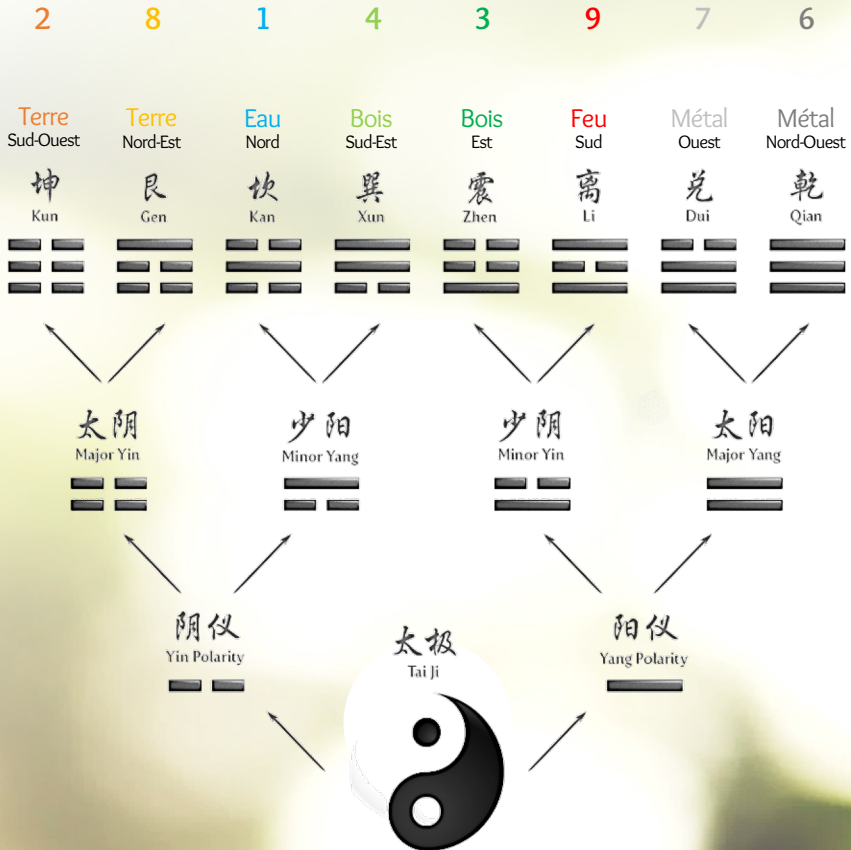 2 8 1 4 3 9 7 6
Terre Terre Eau Bois Bois Feu Métal Métal
Sud-Ouest Nord-Est Nord Sud-Est Est Sud Ouest Nord-Ouest
坤 艮 坎 巽 震 离 兑 乾
Kun Gen Kan Xun Zhen Li Dui Qian
太阴 少阳 少阴 太阳
Major Yin Minor Yang Minor Yin Major Yang
阴仪 太极 阳仪
Yin Polarity Tai Ji Yang Polarity